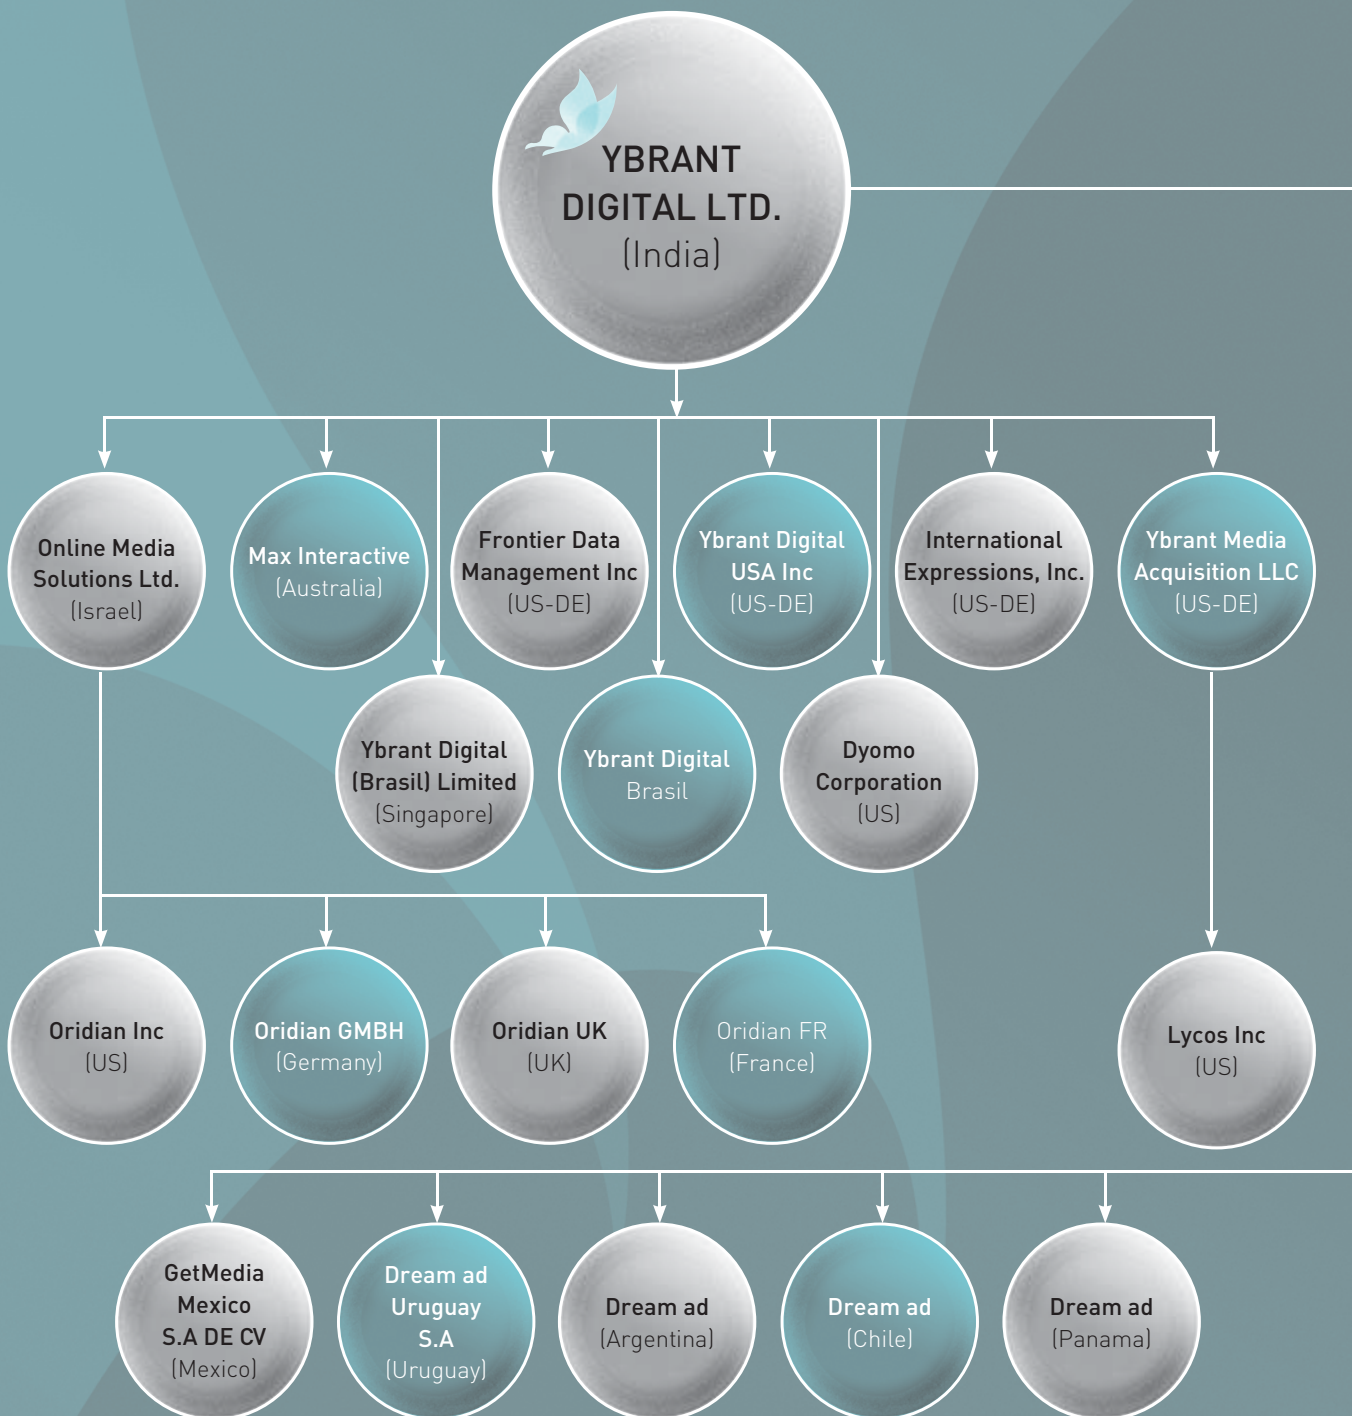 YBRANT
DIGITAL LTD.
(India)
Online Media
Solutions Ltd.
(Israel)
Max Interactive
(Australia)
Frontier Data
Management Inc
(US-DE)
Ybrant Digital
USA Inc
(US-DE)
International
Expressions, Inc.
(US-DE)
Ybrant Media
Acquisition LLC
(US-DE)
Ybrant Digital
(Brasil) Limited
(Singapore)
Ybrant Digital
Brasil
Dyomo
Corporation
(US)
Oridian Inc
(US)
Oridian GMBH
(Germany)
Oridian UK
(UK)
Oridian FR
(France)
Lycos Inc
(US)
GetMedia
Mexico
S.A DE CV
(Mexico)
Dream ad
Uruguay
S.A
(Uruguay)
Dream ad
(Argentina)
Dream ad
(Chile)
Dream ad
(Panama)